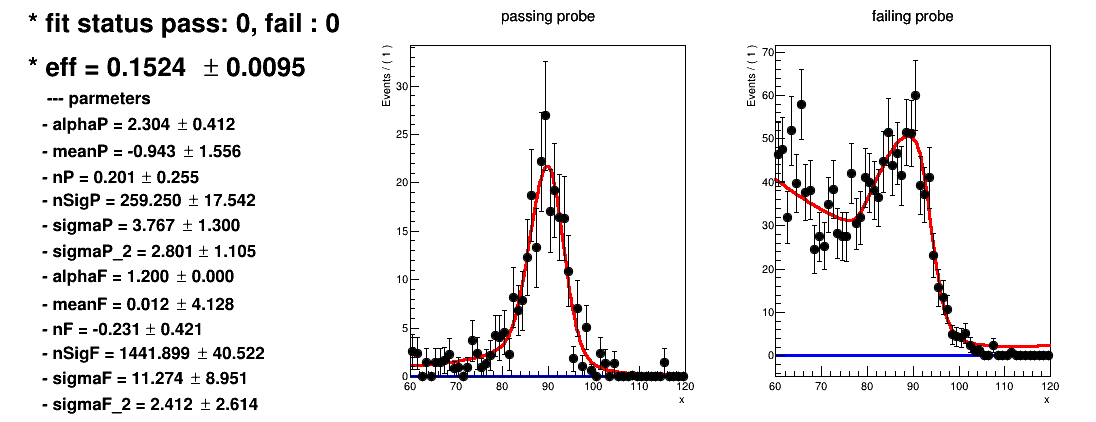 * fit status pass: 0, fail : 0
* eff = 0.1524 ± 0.0095
--- parmeters
- alphaP = 2.304 ± 0.412
- meanP = -0.943 ± 1.556
- nP = 0.201 ± 0.255
- nSigP = 259.250 ± 17.542
- sigmaP = 3.767 ± 1.300
- sigmaP_2 = 2.801 ± 1.105
- alphaF = 1.200 ± 0.000
- meanF = 0.012 ± 4.128
- nF = -0.231 ± 0.421
- nSigF = 1441.899 ± 40.522
- sigmaF = 11.274 ± 8.951
- sigmaF_2 = 2.412 ± 2.614
passing probe
Events / ( 1 )
30
25
20
15
10
5
0
60 70 80 90 100 110 120
x
failing probe
Events / ( 1 )
70
60
50
40
30
20
10
0
60 70 80 90 100 110 120
x